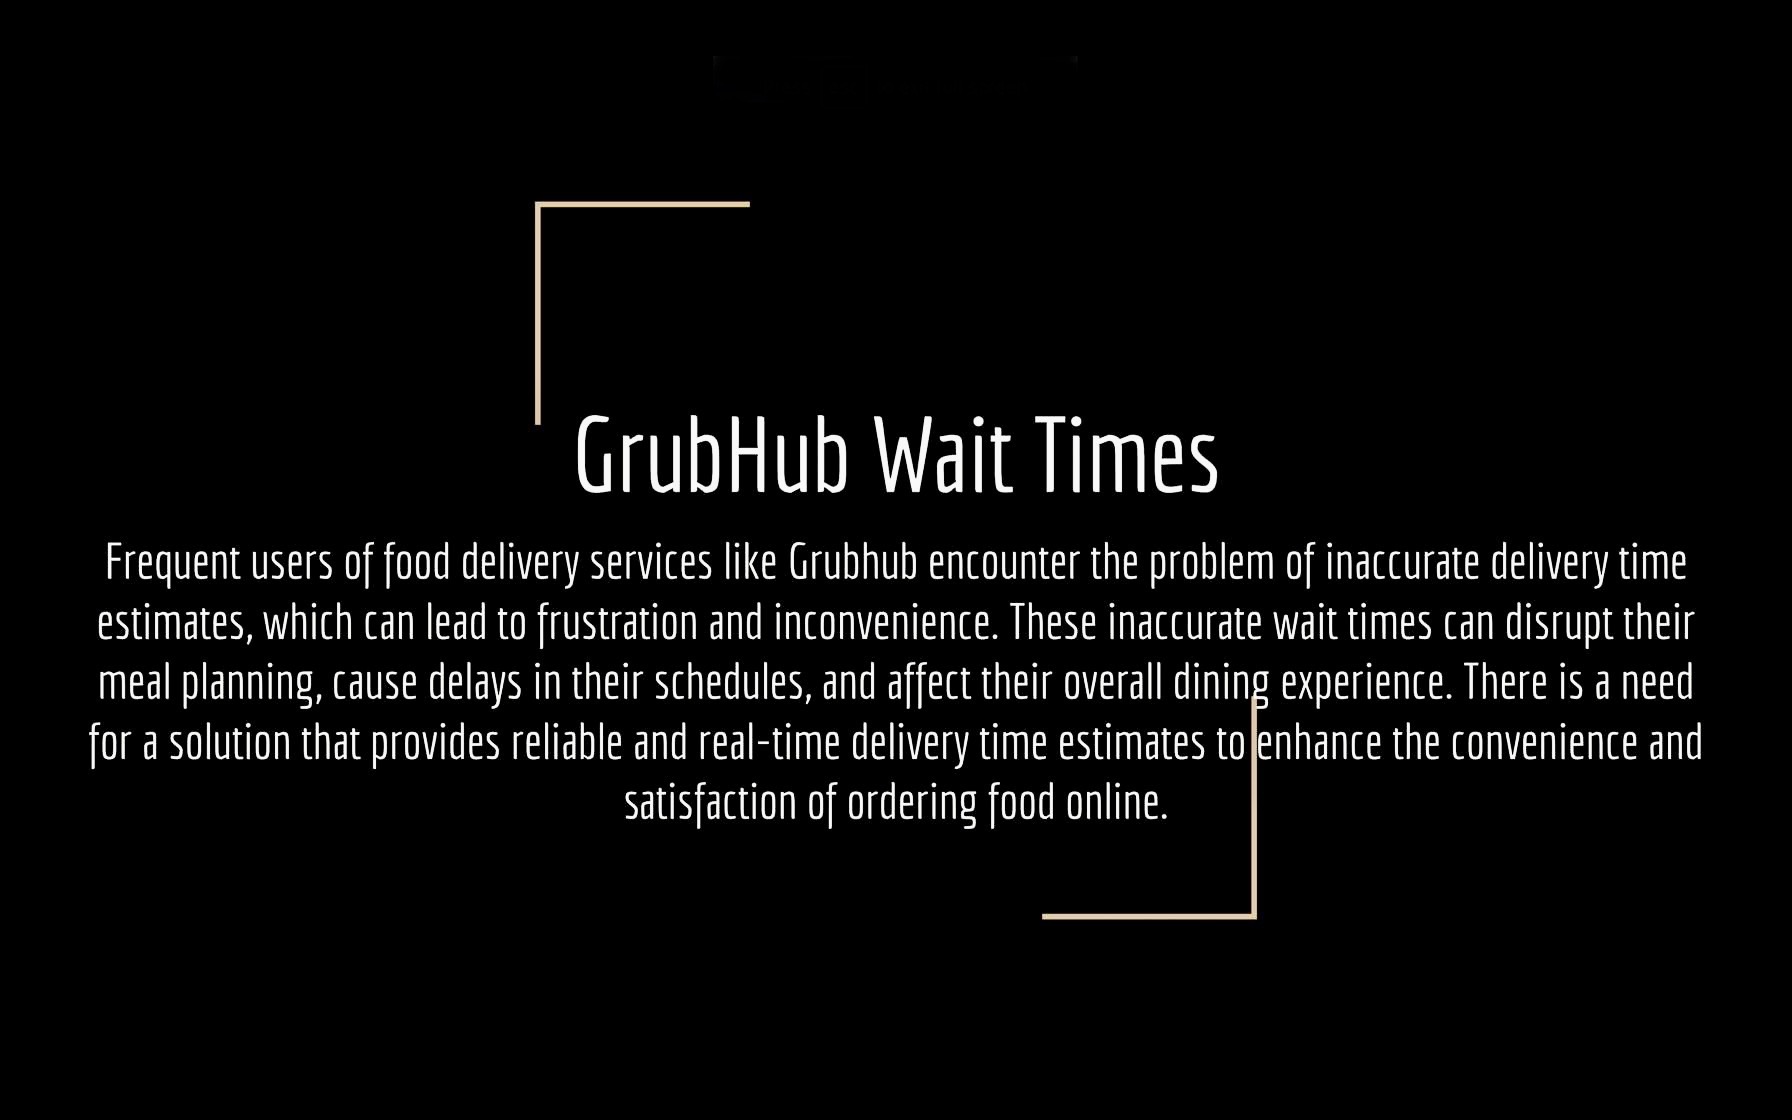 GrubHub Wait Times
Frequent users of food delivery services like Grubhub encounter the problem of inaccurate delivery time
estimates, which can lead to frustration and inconvenience. These inaccurate wait times can disrupt their
meal planning, cause delays in their schedules, and affect their overall dining experience. There is a need
for a solution that provides reliable and real-time delivery time estimates to enhance the convenience and
satisfaction of ordering food online.